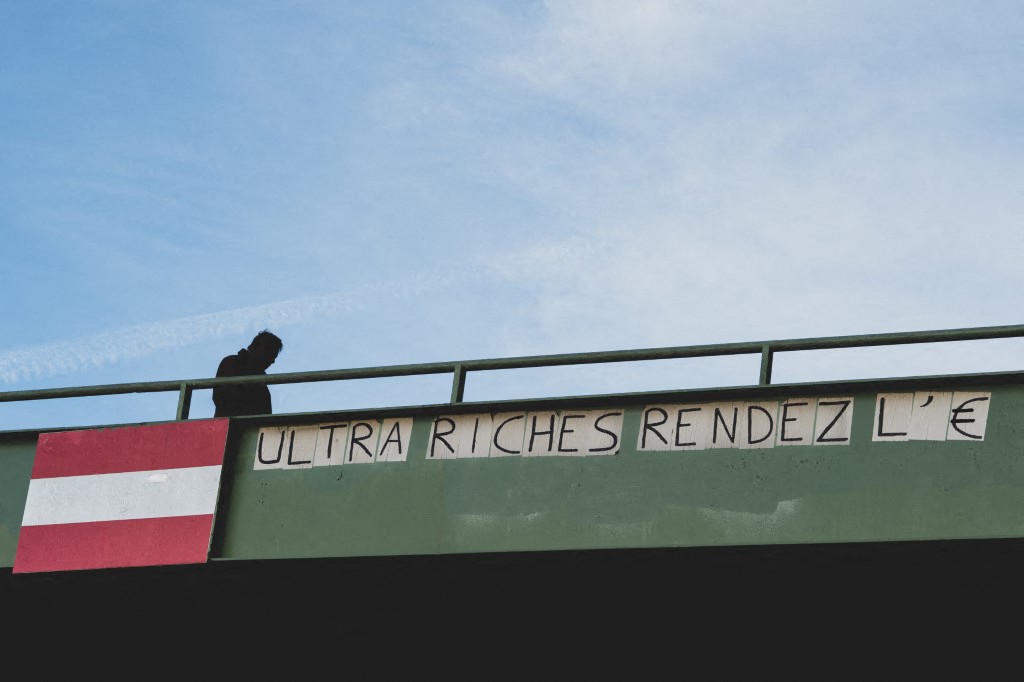 ULTRA RICHES RENDEZ L'€